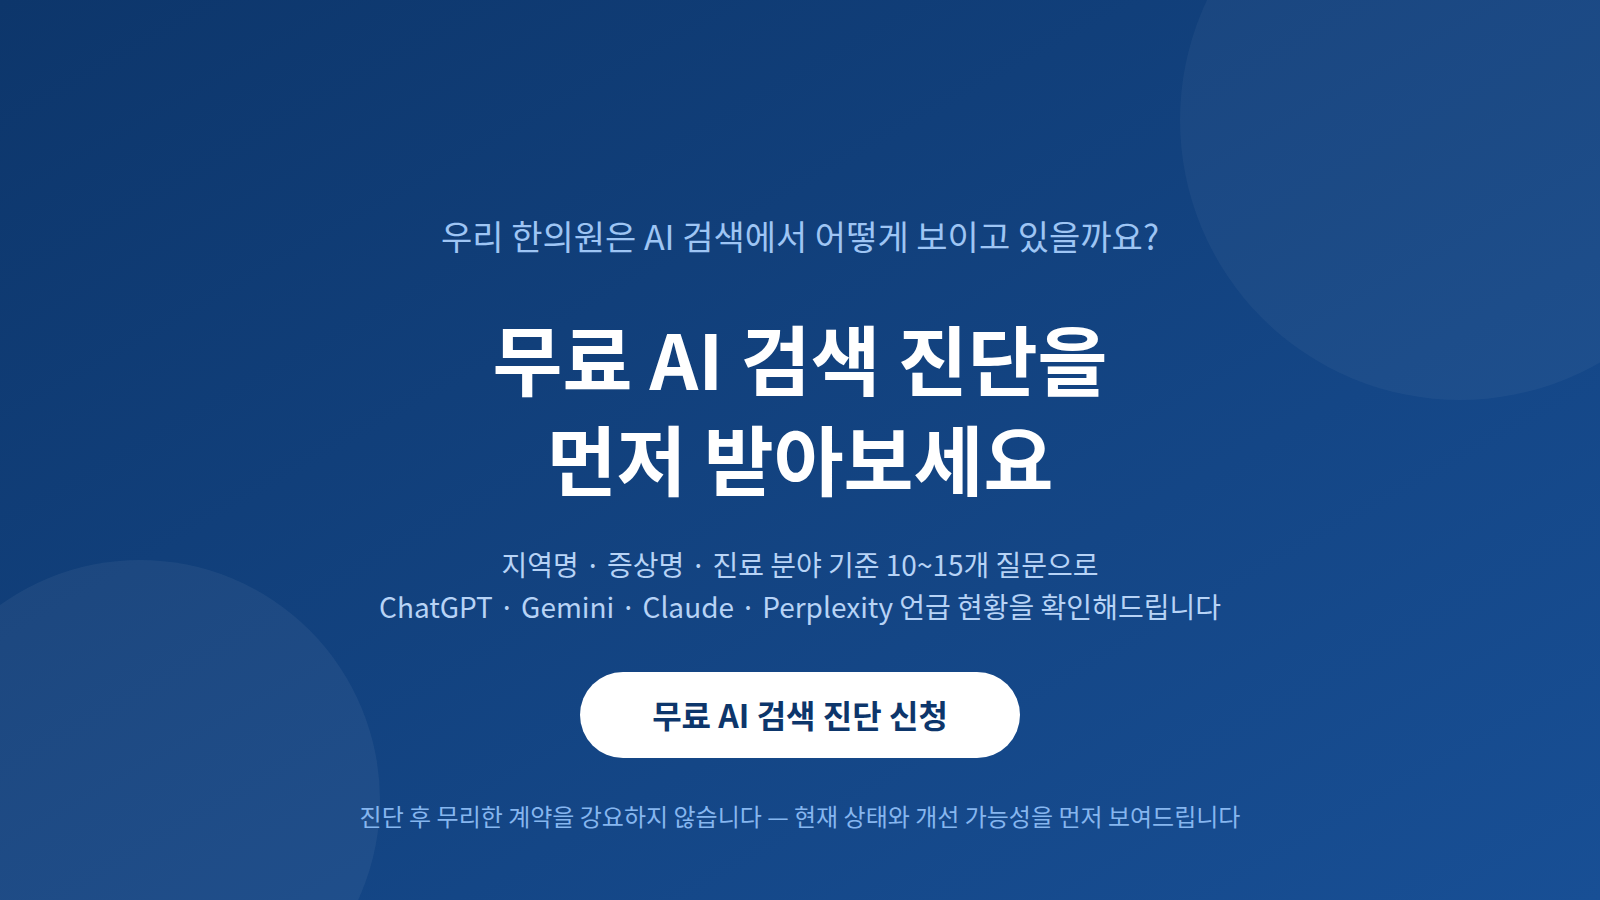 우리 한의원은 AI 검색에서 어떻게 보이고 있을까요?
무료 AI 검색 진단을
먼저 받아보세요
지역명 · 증상명 · 진료 분야 기준 10~15개 질문으로
ChatGPT · Gemini · Claude · Perplexity 언급 현황을 확인해드립니다
무료 AI 검색 진단 신청
진단 후 무리한 계약을 강요하지 않습니다 — 현재 상태와 개선 가능성을 먼저 보여드립니다